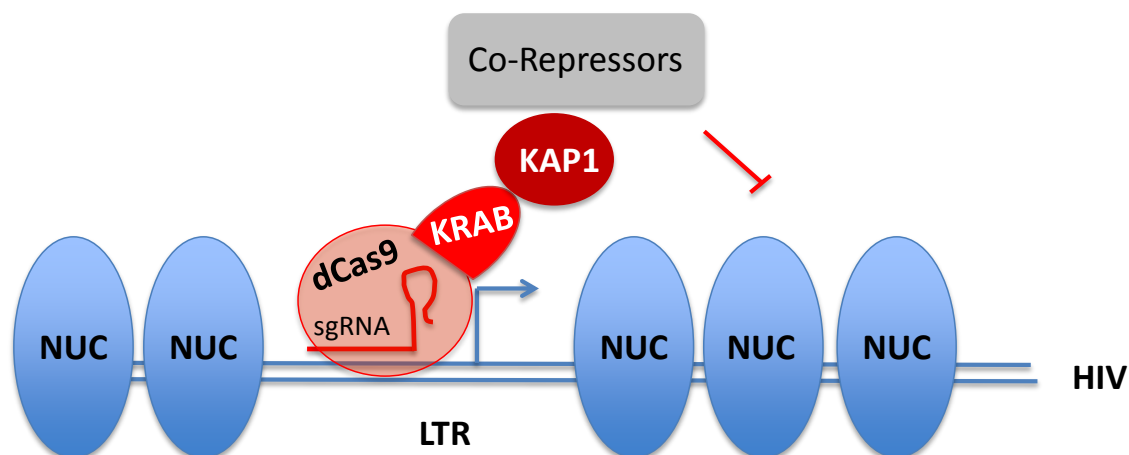 Co-Repressors
KAP1
KRAB
dCas9
sgRNA
NUC
NUC
NUC
NUC
NUC
HIV
LTR